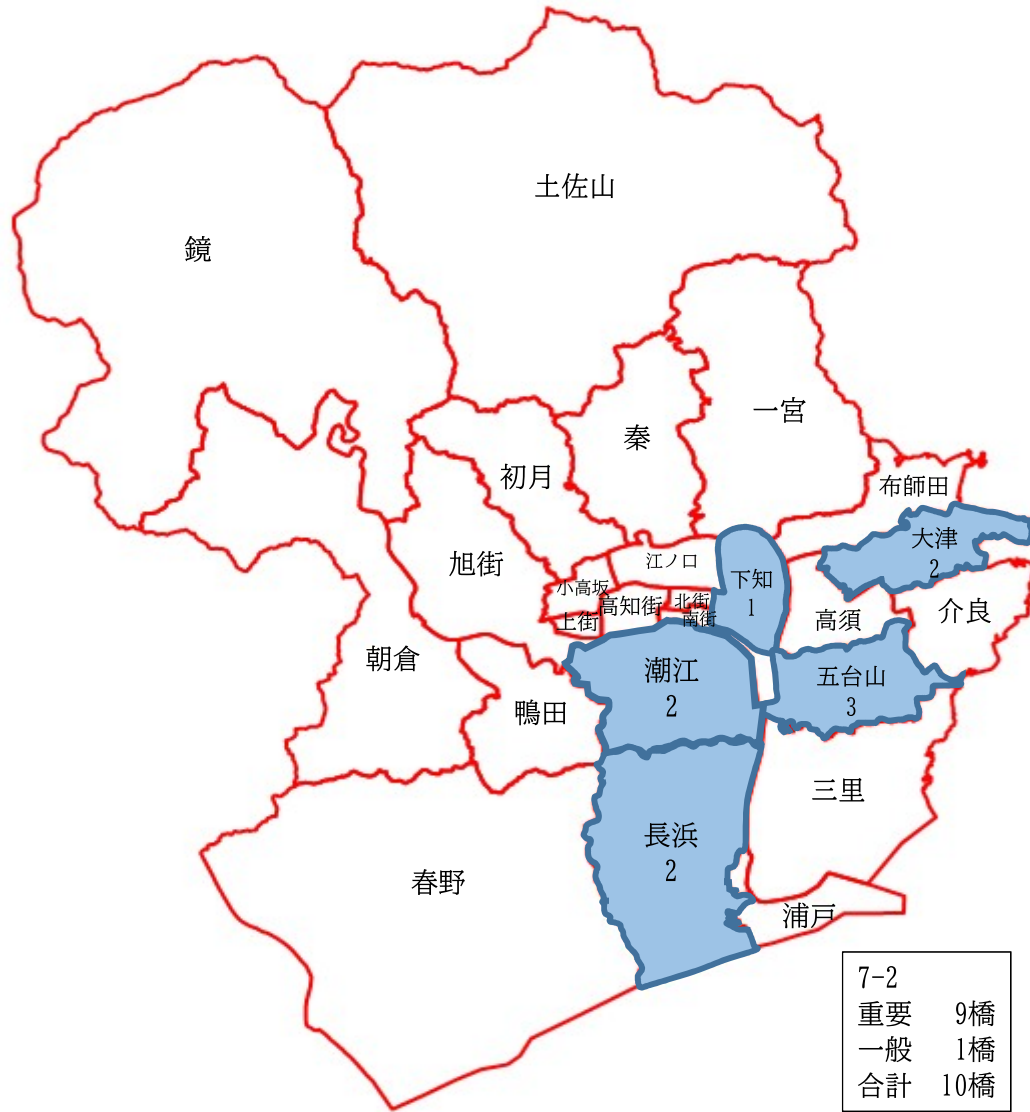 土佐山
鏡
一宮
秦
初月
布師田
大津
2
江ノ口
旭街
下知
1
小高坂
高知街
北街
介良
上街
南街
高須
朝倉
潮江
2
五台山
3
鴨田
三里
長浜
2
春野
浦戸
7-2
重要 9橋
一般 1橋
合計 10橋